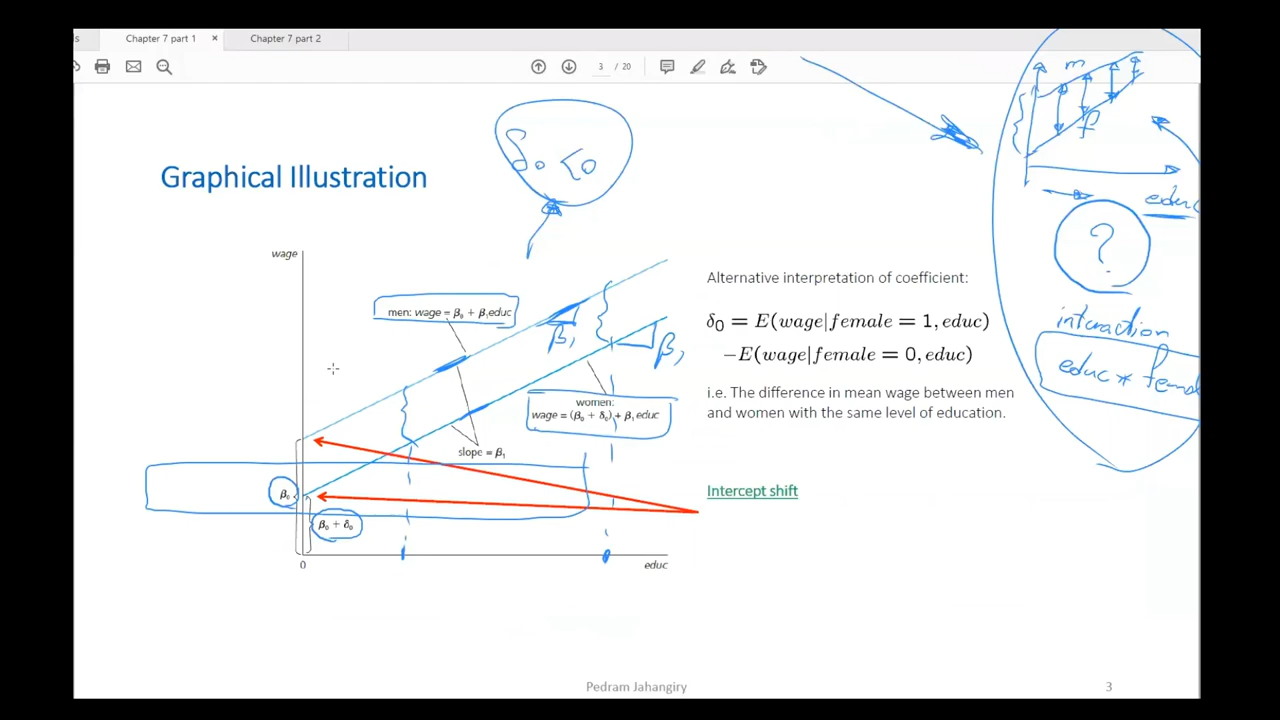 s
Chapter 7 part 1 ×
Chapter 7 part 2
3 / 20
m
f
educ
δ₀ <0
Graphical Illustration
?
wage
Alternative interpretation of coefficient:
men: wage = β₀ + β₁educ
δ₀ = E(wage|female = 1, educ)
interaction
β₁
β₁
−E(wage|female = 0, educ)
educ * fema
i.e. The difference in mean wage between men
and women with the same level of education.
women:
wage = (β₀ + δ₀) + β₁educ
slope = β₁
Intercept shift
β₀
β₀ + δ₀
0
educ
Pedram Jahangiry
3